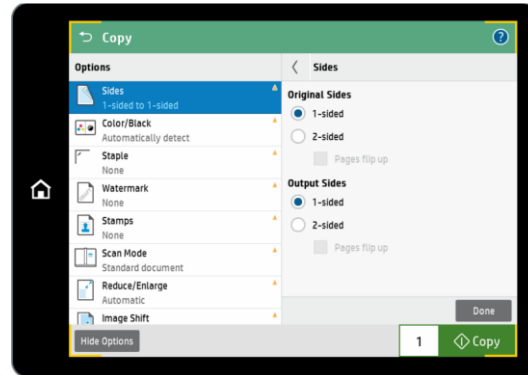 Copy
Options
Sides
1-sided to 1-sided
Color/Black
Automatically detect
Staple
None
Watermark
None
Stamps
None
Scan Mode
Standard document
Reduce/Enlarge
Automatic
Image Shift
Hide Options
Sides
Original Sides
1-sided
2-sided
Pages flip up
Output Sides
1-sided
2-sided
Pages flip up
Done
1
Copy